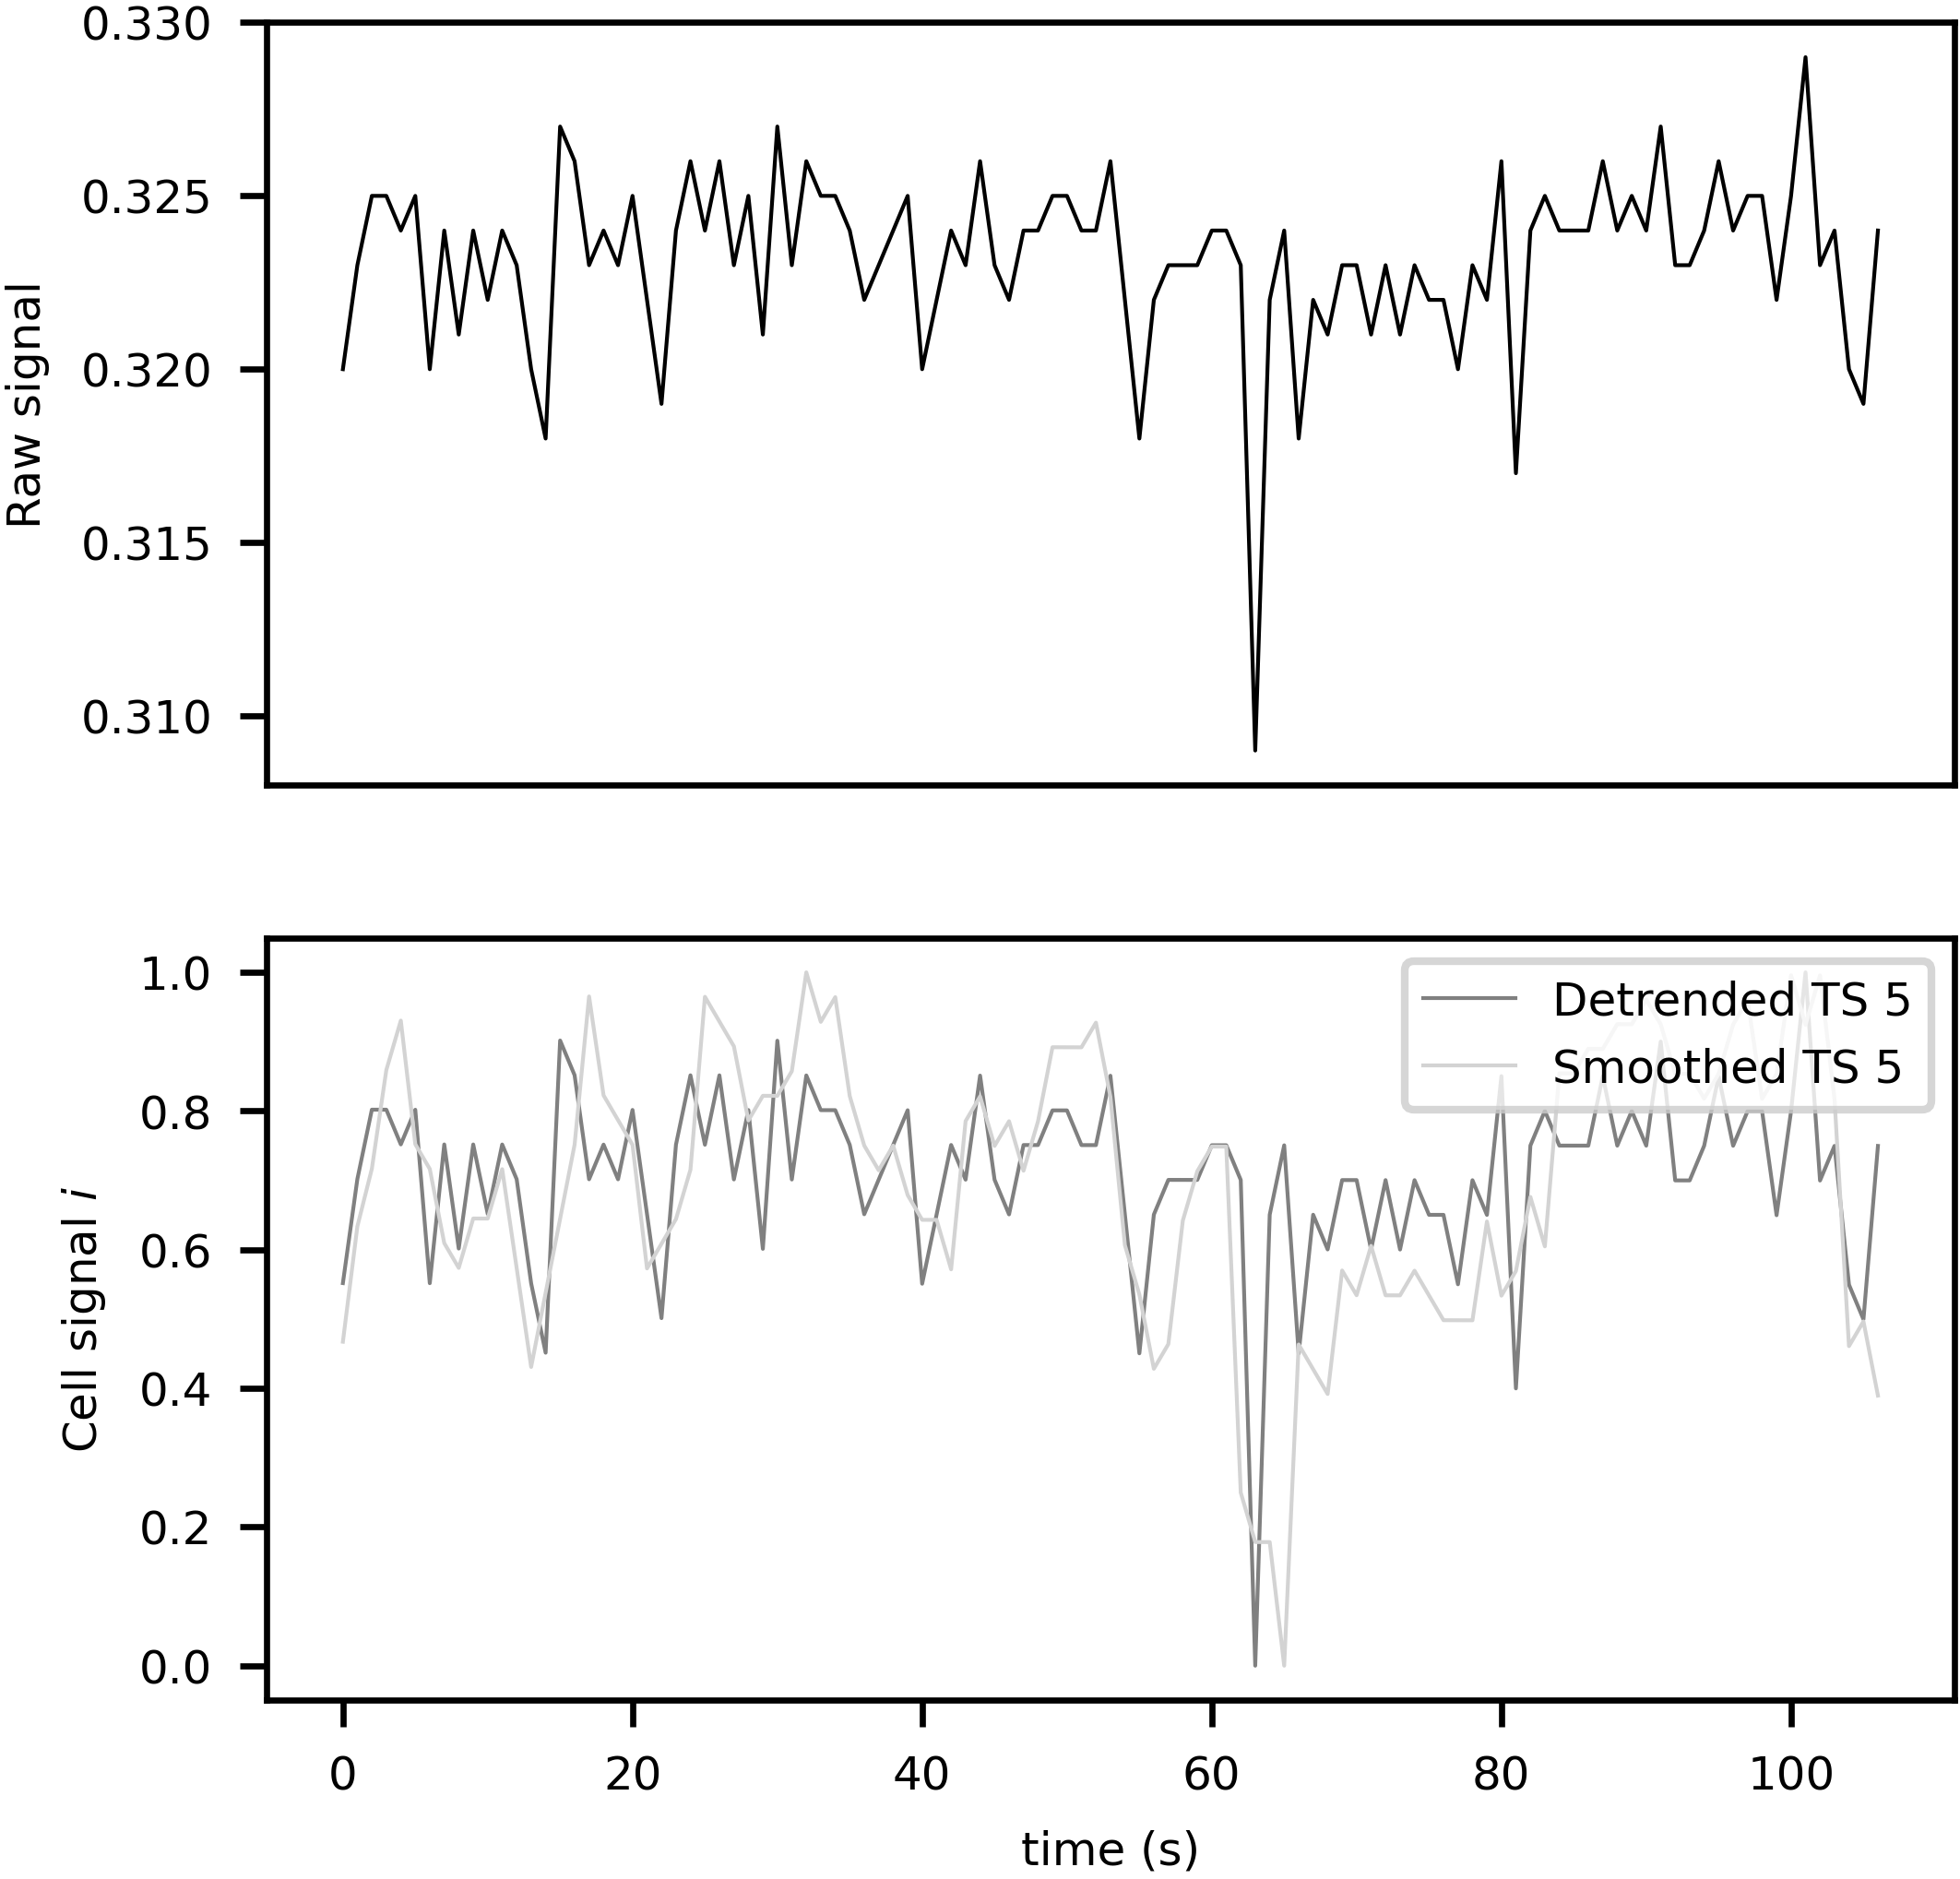 Raw signal
0.330
0.325
0.320
0.315
0.310
Cell signal i
1.0
0.8
0.6
0.4
0.2
0.0
Detrended TS 5
Smoothed TS 5
0 20 40 60 80 100
time (s)